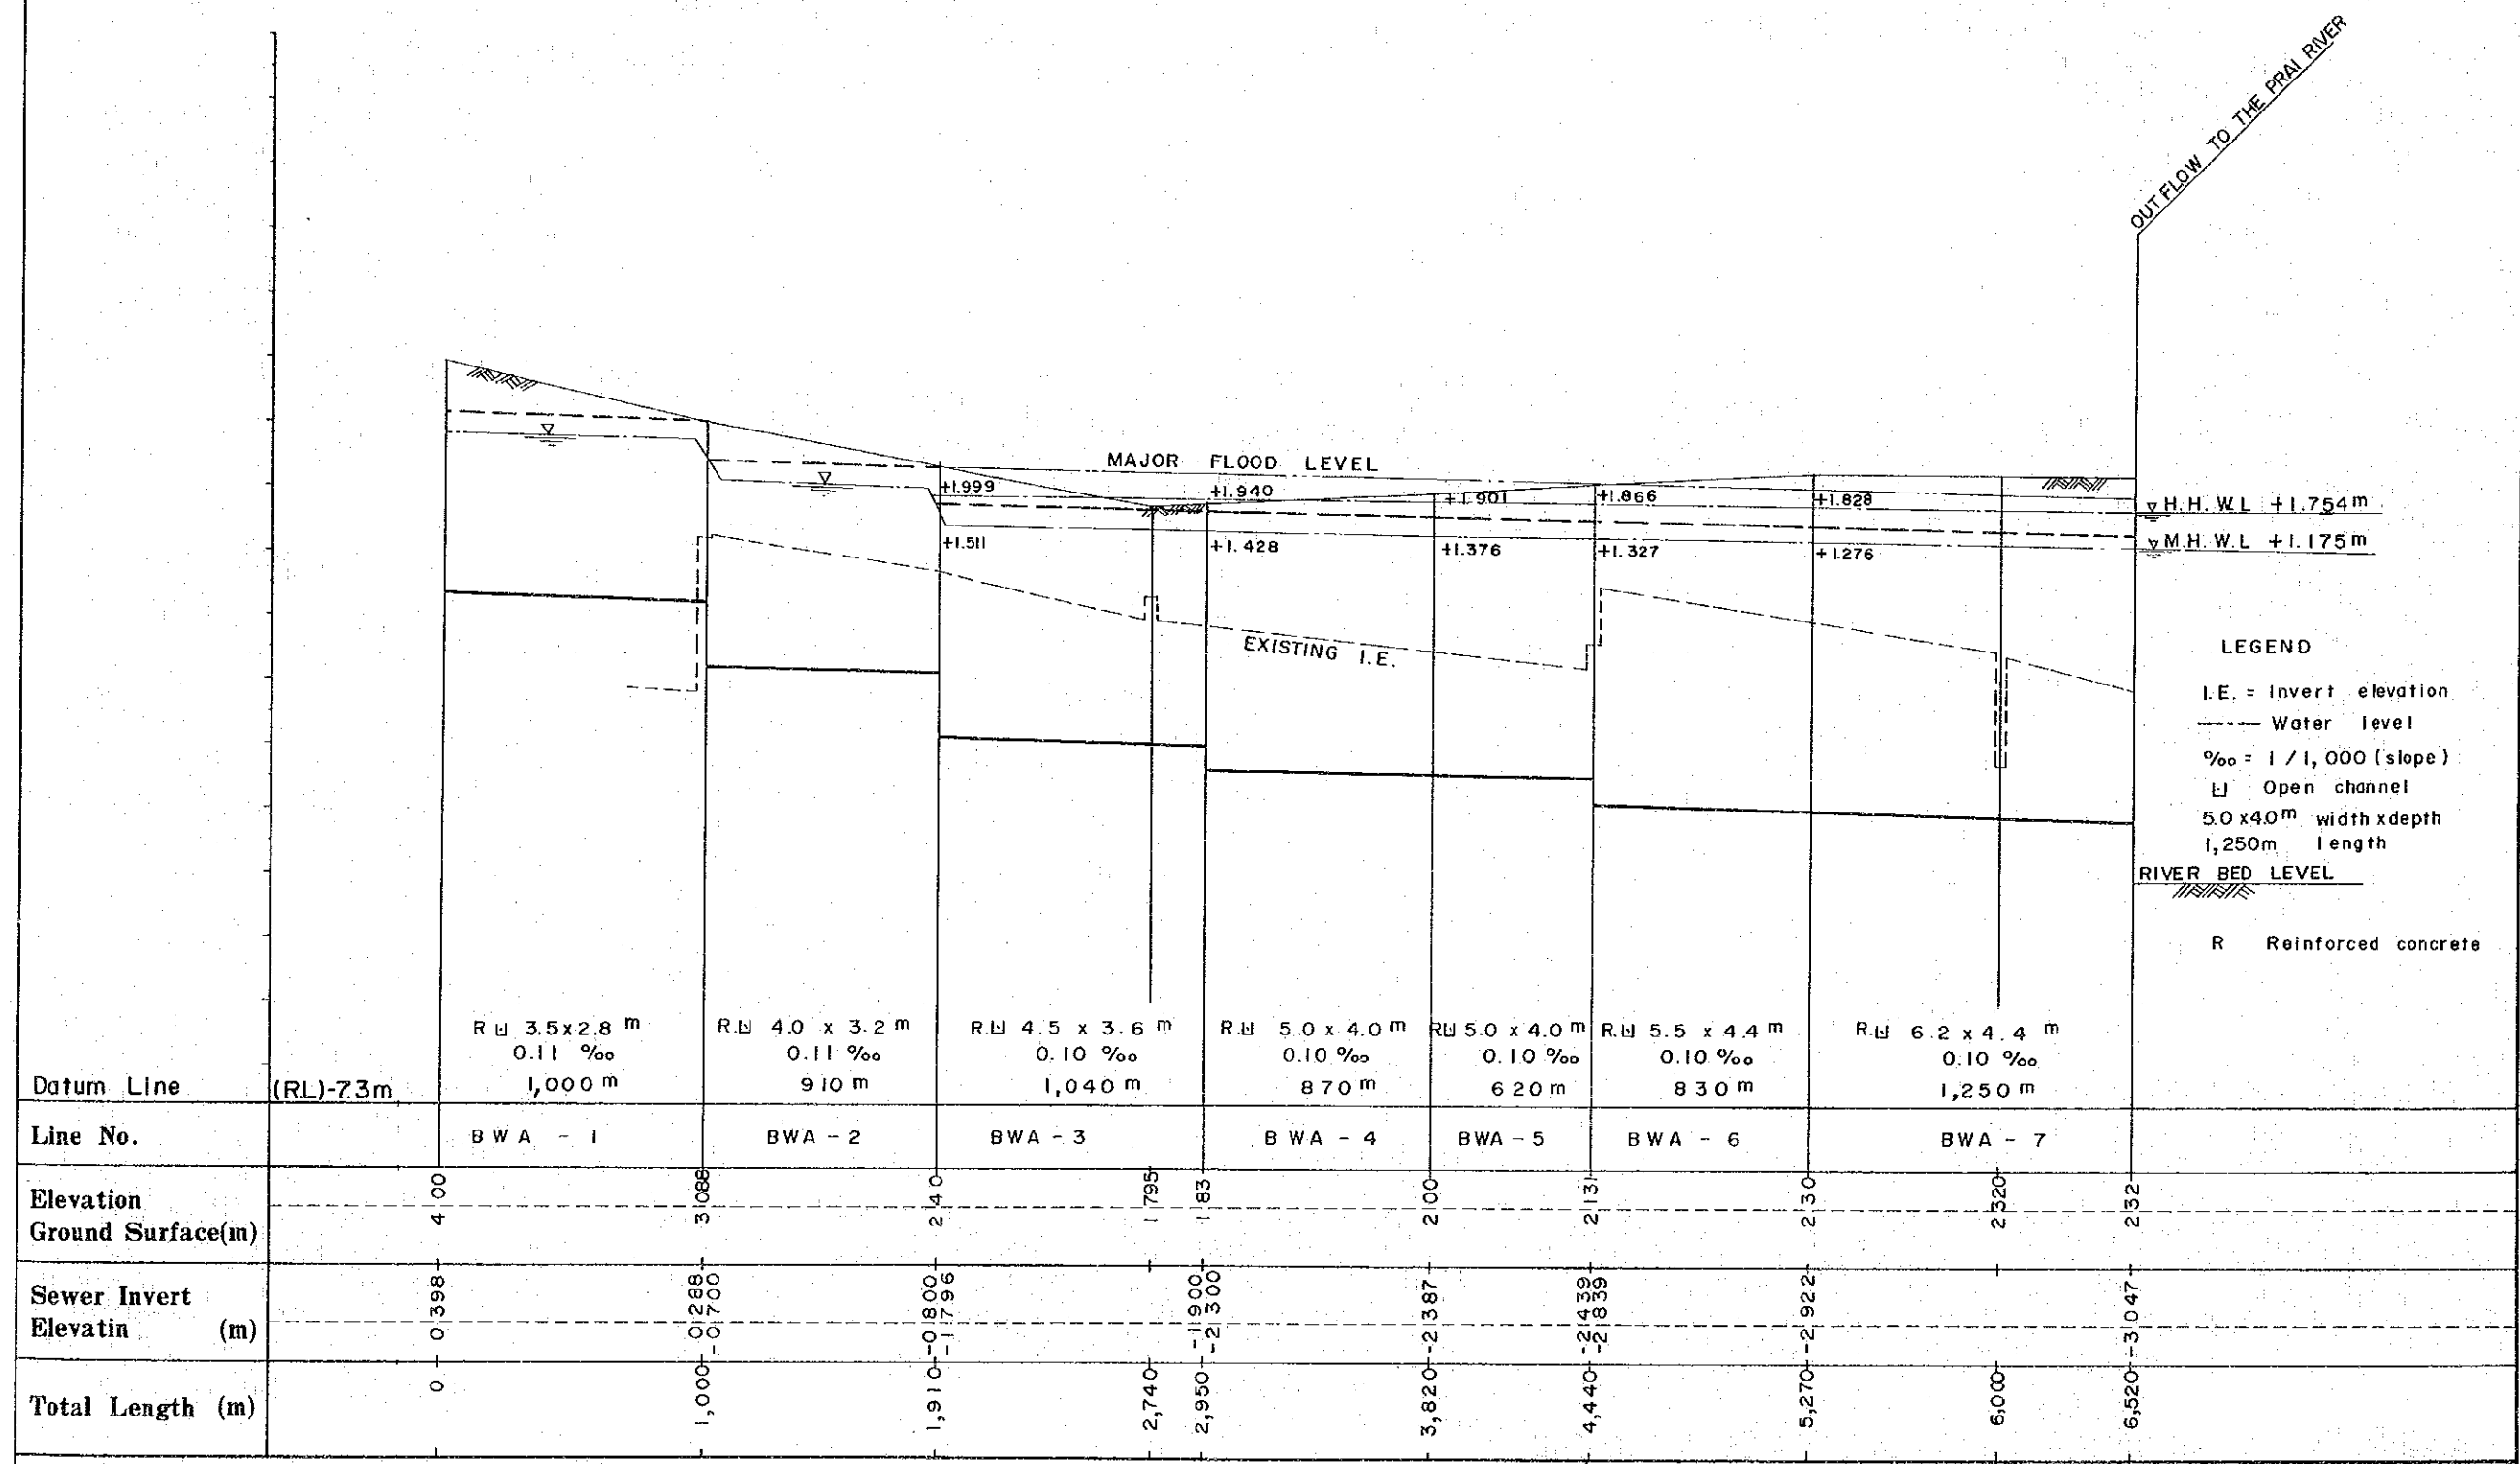 OUT FLOW TO THE PRAI RIVER
MAJOR FLOOD LEVEL
+1.999
+1.940
+1.901
+1.866
+1.828
H.H.W.L +1.754m
+1.511
+1.428
+1.376
+1.327
+1.276
M.H.W.L +1.175m
EXISTING I.E.
LEGEND
I.E. = Invert elevation
Water level
‰ = 1 / 1,000 (slope)
Open channel
5.0 x 4.0m width x depth
1,250m length
RIVER BED LEVEL
R Reinforced concrete
R 3.5 x 2.8 m
0.11 ‰
1,000 m
R. 4.0 x 3.2 m
0.11 ‰
910 m
R. 4.5 x 3.6 m
0.10 ‰
1,040 m
R. 5.0 x 4.0 m
0.10 ‰
870 m
R 5.0 x 4.0 m
0.10 ‰
620 m
R. 5.5 x 4.4 m
0.10 ‰
830 m
R. 6.2 x 4.4 m
0.10 ‰
1,250 m
Datum Line (RL)-7.3m
Line No. BWA - 1 BWA - 2 BWA - 3 BWA - 4 BWA - 5 BWA - 6 BWA - 7
Elevation
Ground Surface(m) 4.00 3.088 2.40 1.795 1.83 2.100 2.131 2.30 2.320 2.32
Sewer Invert
Elevatin (m) 0.398 0.288 -0.708 -0.800 -1.796 -1.900 -2.300 -2.387 -2.439 -2.839 -2.922 -3.047
Total Length (m) 0 1,000 1,910 2,740 2,950 3,820 4,440 5,270 6,000 6,520